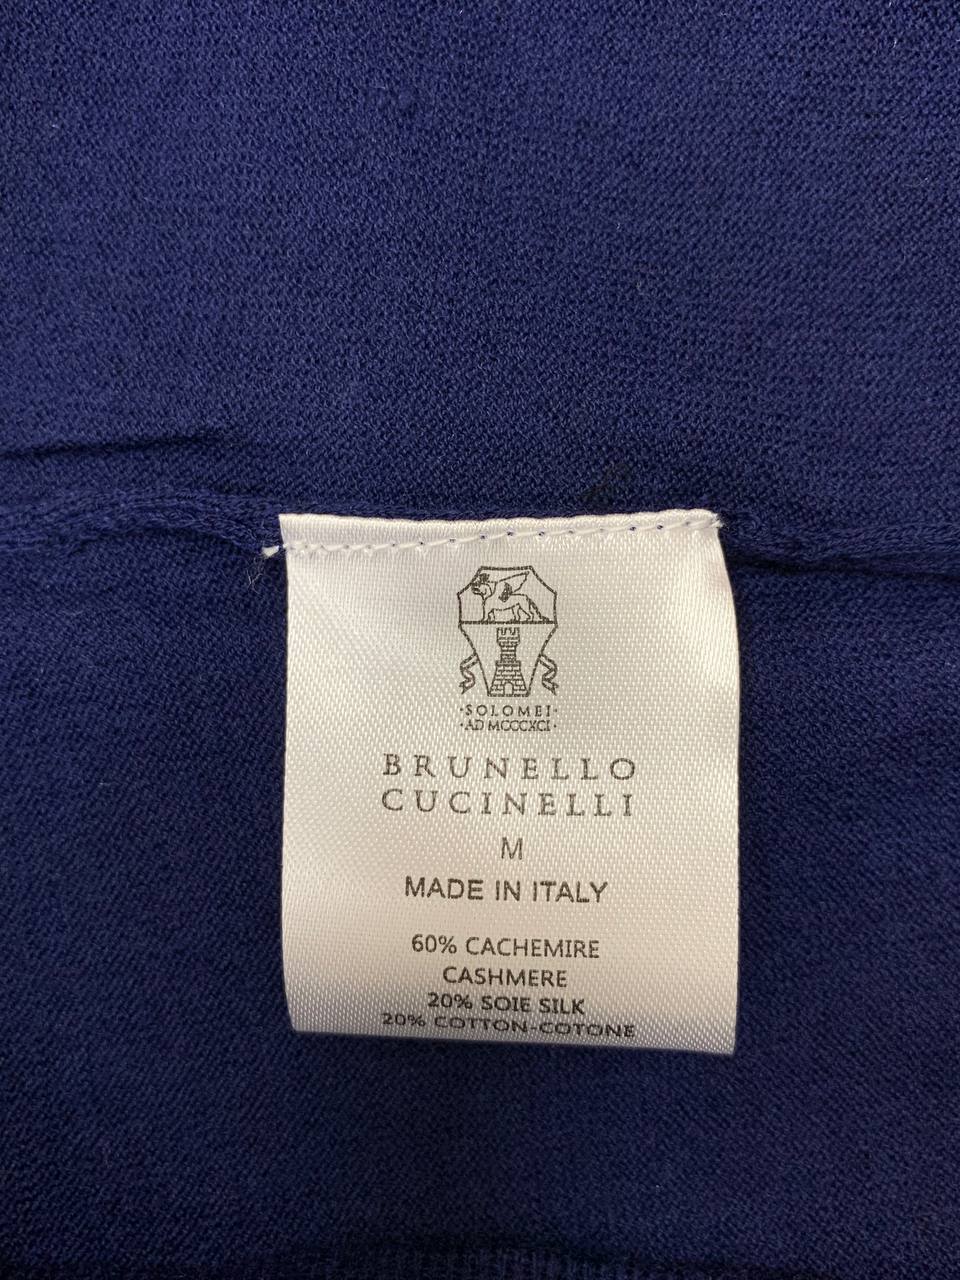 ·SOLOMEI·
·AD MCCCXCI·
BRUNELLO
CUCINELLI
M
MADE IN ITALY
60% CACHEMIRE
CASHMERE
20% SOIE SILK
20% COTTON-COTONE